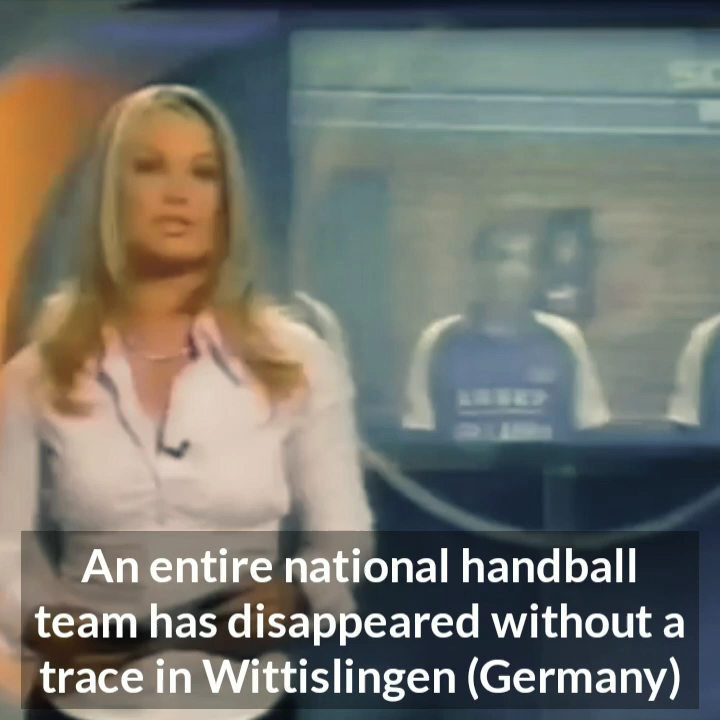 An entire national handball
team has disappeared without a
trace in Wittislingen (Germany)